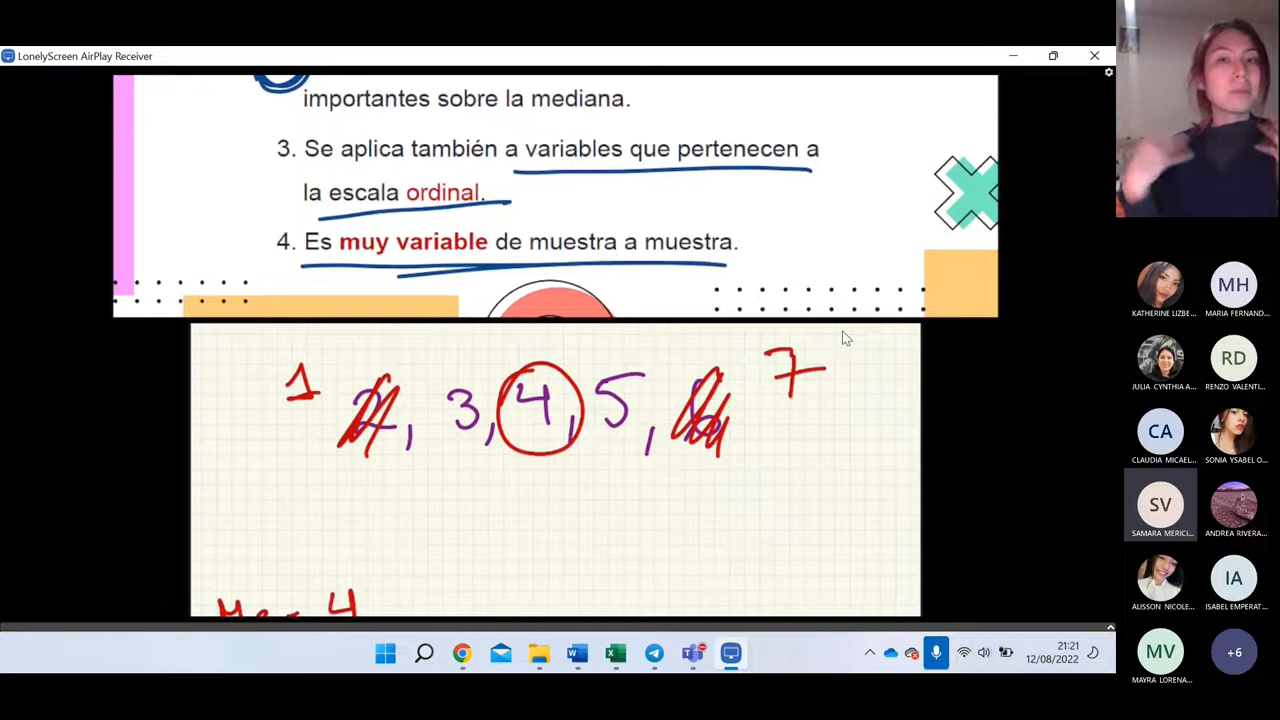 LonelyScreen AirPlay Receiver
importantes sobre la mediana.
3. Se aplica también a variables que pertenecen a
la escala ordinal.
4. Es muy variable de muestra a muestra.
1 2, 3, 4, 5, 6 7
Me = 4
MH
KATHERINE LIZBE...
MARIA FERNAND...
RD
JULIA CYNTHIA A...
RENZO VALENTI...
CA
CLAUDIA MICAEL...
SONIA YSABEL O...
SV
SAMARA MERICI...
ANDREA RIVERA...
IA
ALISSON NICOLE...
ISABEL EMPERAT...
MV
+6
MAYRA LORENA...
21:21
12/08/2022